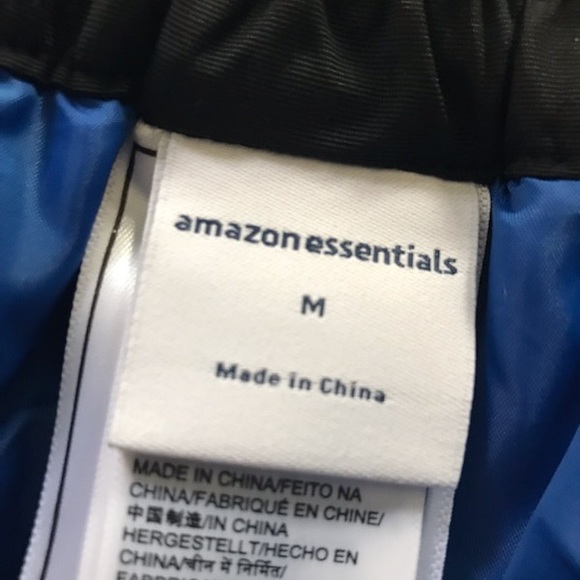 amazonessentials
M
Made in China
MADE IN CHINA/FEITO NA
CHINA/FABRIQUÉ EN CHINE/
中国制造/IN CHINA
HERGESTELLT/HECHO EN
CHINA/चीन में निर्मित/